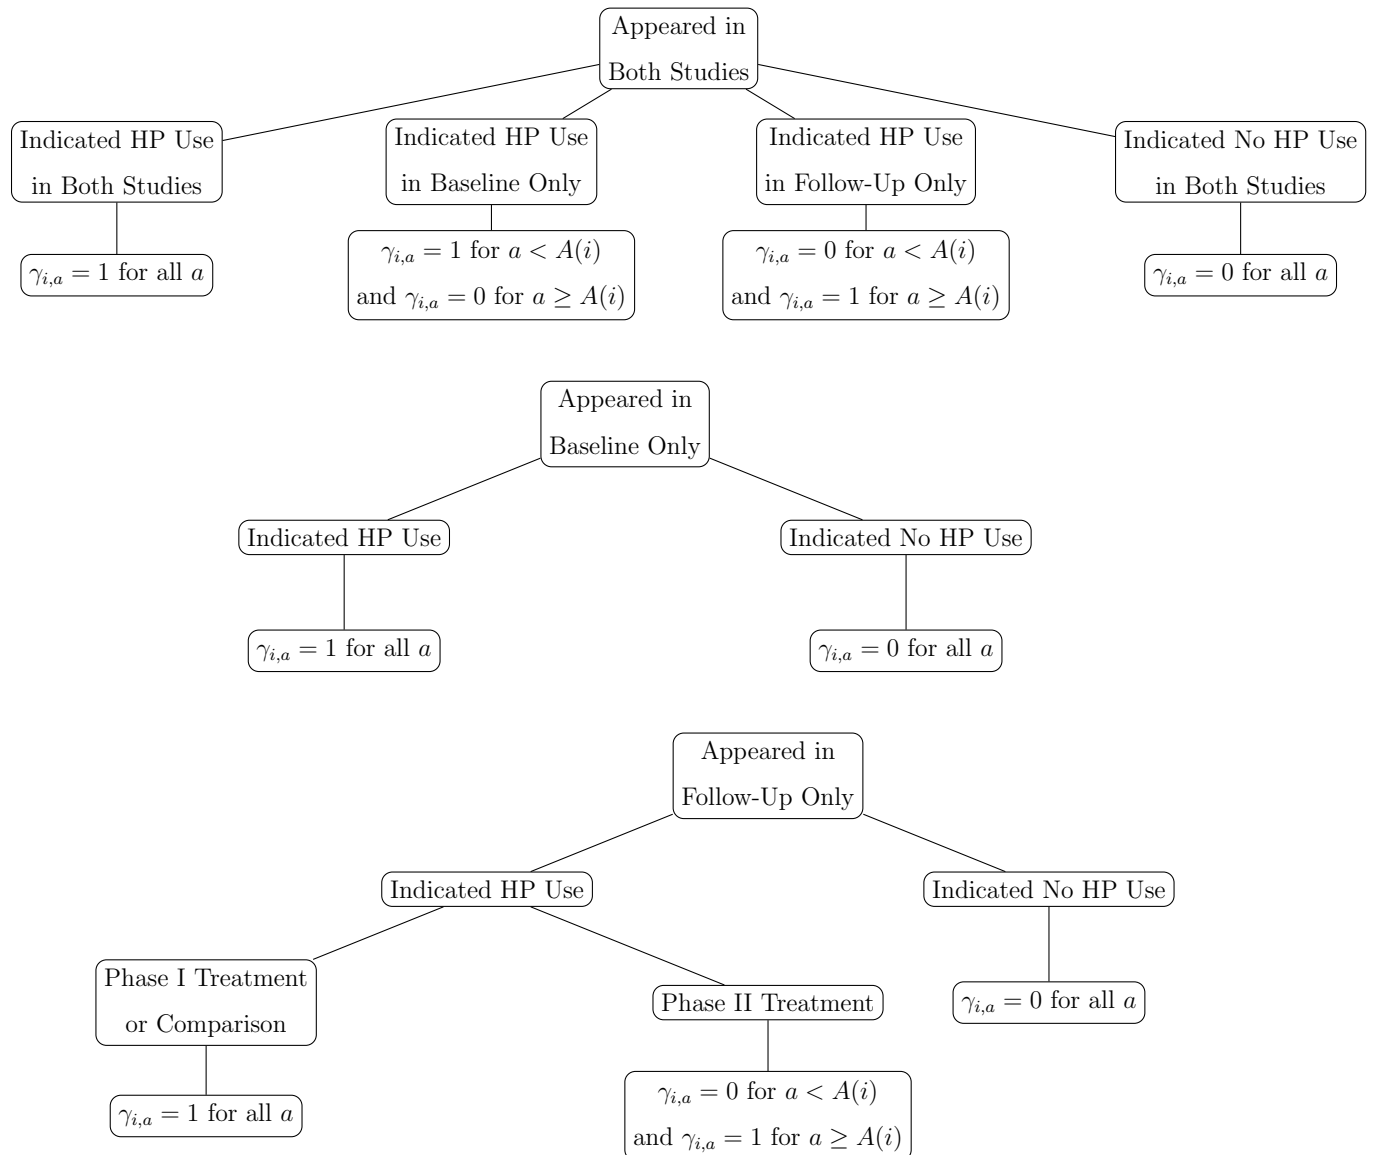 Appeared in
Both Studies
Indicated HP Use
in Both Studies
Indicated HP Use
in Baseline Only
Indicated HP Use
in Follow-Up Only
Indicated No HP Use
in Both Studies
γ_{i,a} = 1 for all a
γ_{i,a} = 1 for a < A(i)
and γ_{i,a} = 0 for a ≥ A(i)
γ_{i,a} = 0 for a < A(i)
and γ_{i,a} = 1 for a ≥ A(i)
γ_{i,a} = 0 for all a
Appeared in
Baseline Only
Indicated HP Use
Indicated No HP Use
γ_{i,a} = 1 for all a
γ_{i,a} = 0 for all a
Appeared in
Follow-Up Only
Indicated HP Use
Indicated No HP Use
Phase I Treatment
or Comparison
Phase II Treatment
γ_{i,a} = 0 for all a
γ_{i,a} = 1 for all a
γ_{i,a} = 0 for a < A(i)
and γ_{i,a} = 1 for a ≥ A(i)